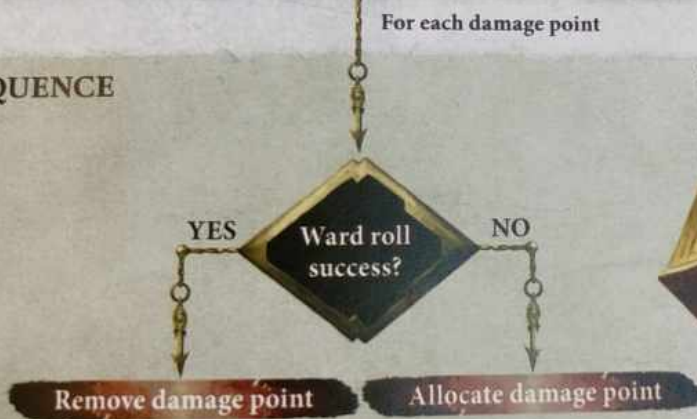 For each damage point
QUENCE
YES
Ward roll
success?
NO
Remove damage point
Allocate damage point